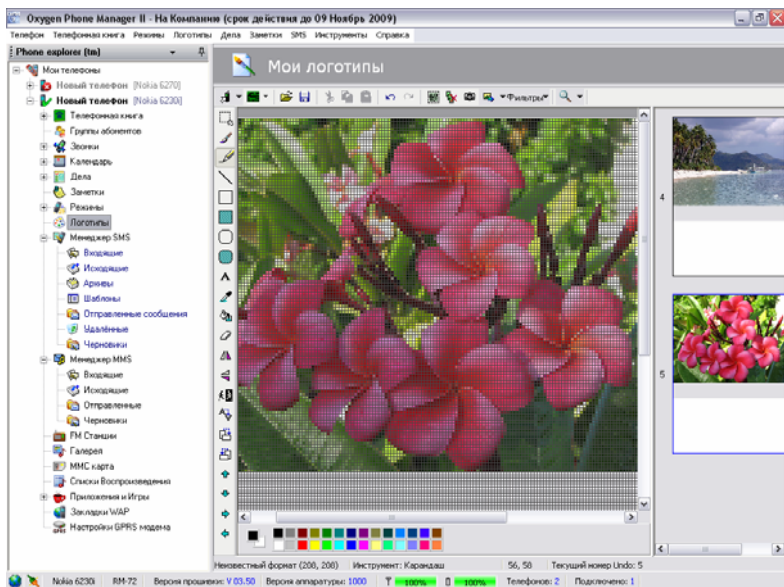 Oxygen Phone Manager II - На Компанию (срок действия до 09 Ноябрь 2009)
Телефон Телефонная книга Режимы Логотипы Дела Заметки SMS Инструменты Справка
Phone explorer (tm)
Мои логотипы
Мои телефоны
Новый телефон [Nokia 6270]
Новый телефон [Nokia 6230i]
Телефонная книга
Группы абонентов
Звонки
Календарь
Дела
Заметки
Режимы
Логотипы
Менеджер SMS
Входящие
Исходящие
Архивы
Шаблоны
Отправленные сообщения
Удалённые
Черновики
Менеджер MMS
Входящие
Исходящие
Отправленные
Черновики
FM Станции
Галерея
MMC карта
Списки Воспроизведения
Приложения и Игры
Закладки WAP
Настройки GPRS модема
Фильтры
4
5
Неизвестный формат (208, 208) Инструмент: Карандаш 56, 58 Текущий номер Undo: 5
Nokia 6230i RM-72 Версия прошивки: V 03.50 Версия аппаратуры: 1000 100% 100% Телефонов: 2 Подключено: 1